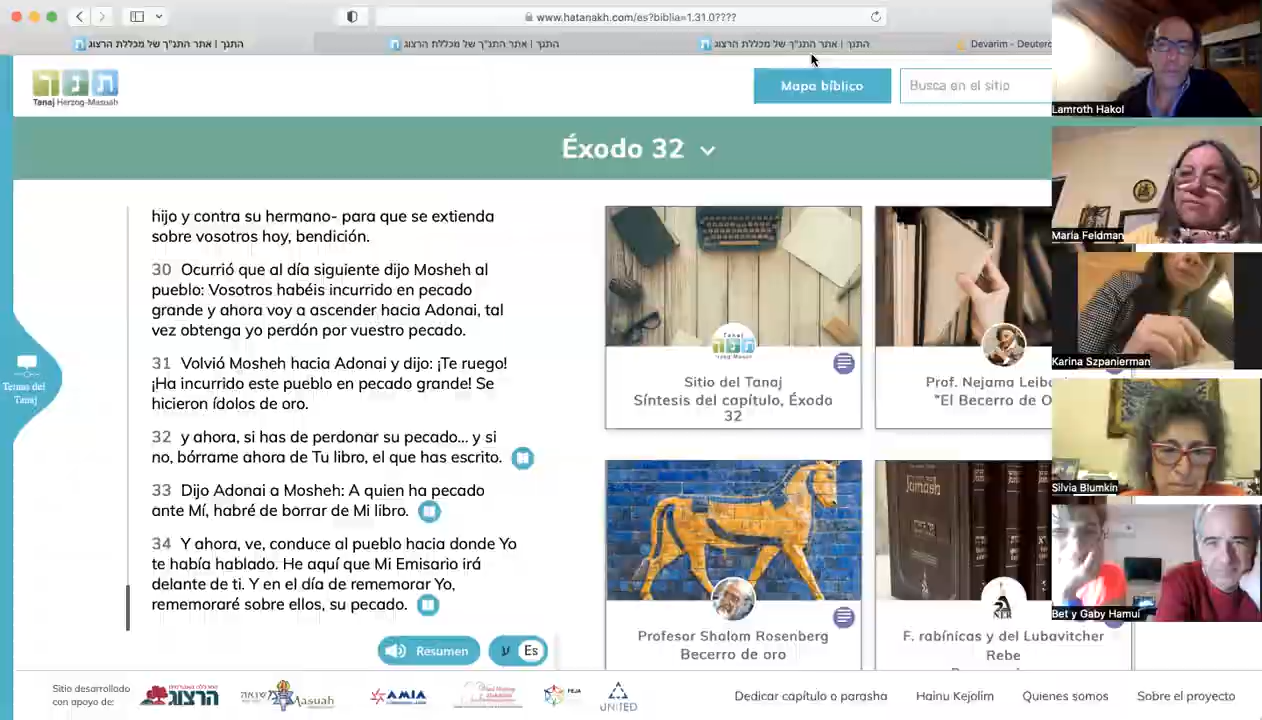 www.hatanakh.com/es?biblia=1.31.0????
התנך | אתר התנ"ך של מכללת הרצוג
התנך | אתר התנ"ך של מכללת הרצוג
התנך | אתר התנ"ך של מכללת הרצוג
Devarim - Deutero
תנך
Tanaj Herzog-Masuah
Mapa bíblico
Busca en el sitio
Éxodo 32
hijo y contra su hermano- para que se extienda
sobre vosotros hoy, bendición.
30 Ocurrió que al día siguiente dijo Mosheh al
pueblo: Vosotros habéis incurrido en pecado
grande y ahora voy a ascender hacia Adonai, tal
vez obtenga yo perdón por vuestro pecado.
31 Volvió Mosheh hacia Adonai y dijo: ¡Te ruego!
¡Ha incurrido este pueblo en pecado grande! Se
hicieron ídolos de oro.
32 y ahora, si has de perdonar su pecado... y si
no, bórrame ahora de Tu libro, el que has escrito.
33 Dijo Adonai a Mosheh: A quien ha pecado
ante Mí, habré de borrar de Mi libro.
34 Y ahora, ve, conduce al pueblo hacia donde Yo
te había hablado. He aquí que Mi Emisario irá
delante de ti. Y en el día de rememorar Yo,
rememoraré sobre ellos, su pecado.
Temas del
Tanaj
Resumen
ע Es
Sitio del Tanaj
Síntesis del capítulo, Éxodo
32
Prof. Nejama Leibo
"El Becerro de O
Profesor Shalom Rosenberg
Becerro de oro
Jumash
F. rabínicas y del Lubavitcher
Rebe
Lamroth Hakol
Maria Feldman
Karina Szpanierman
Silvia Blumkin
Bet y Gaby Hamui
Sitio desarrollado
con apoyo de:
הרצוג
Masuah
AMIA
UNITED
Dedicar capítulo o parasha
Hainu Kejolim
Quienes somos
Sobre el proyecto